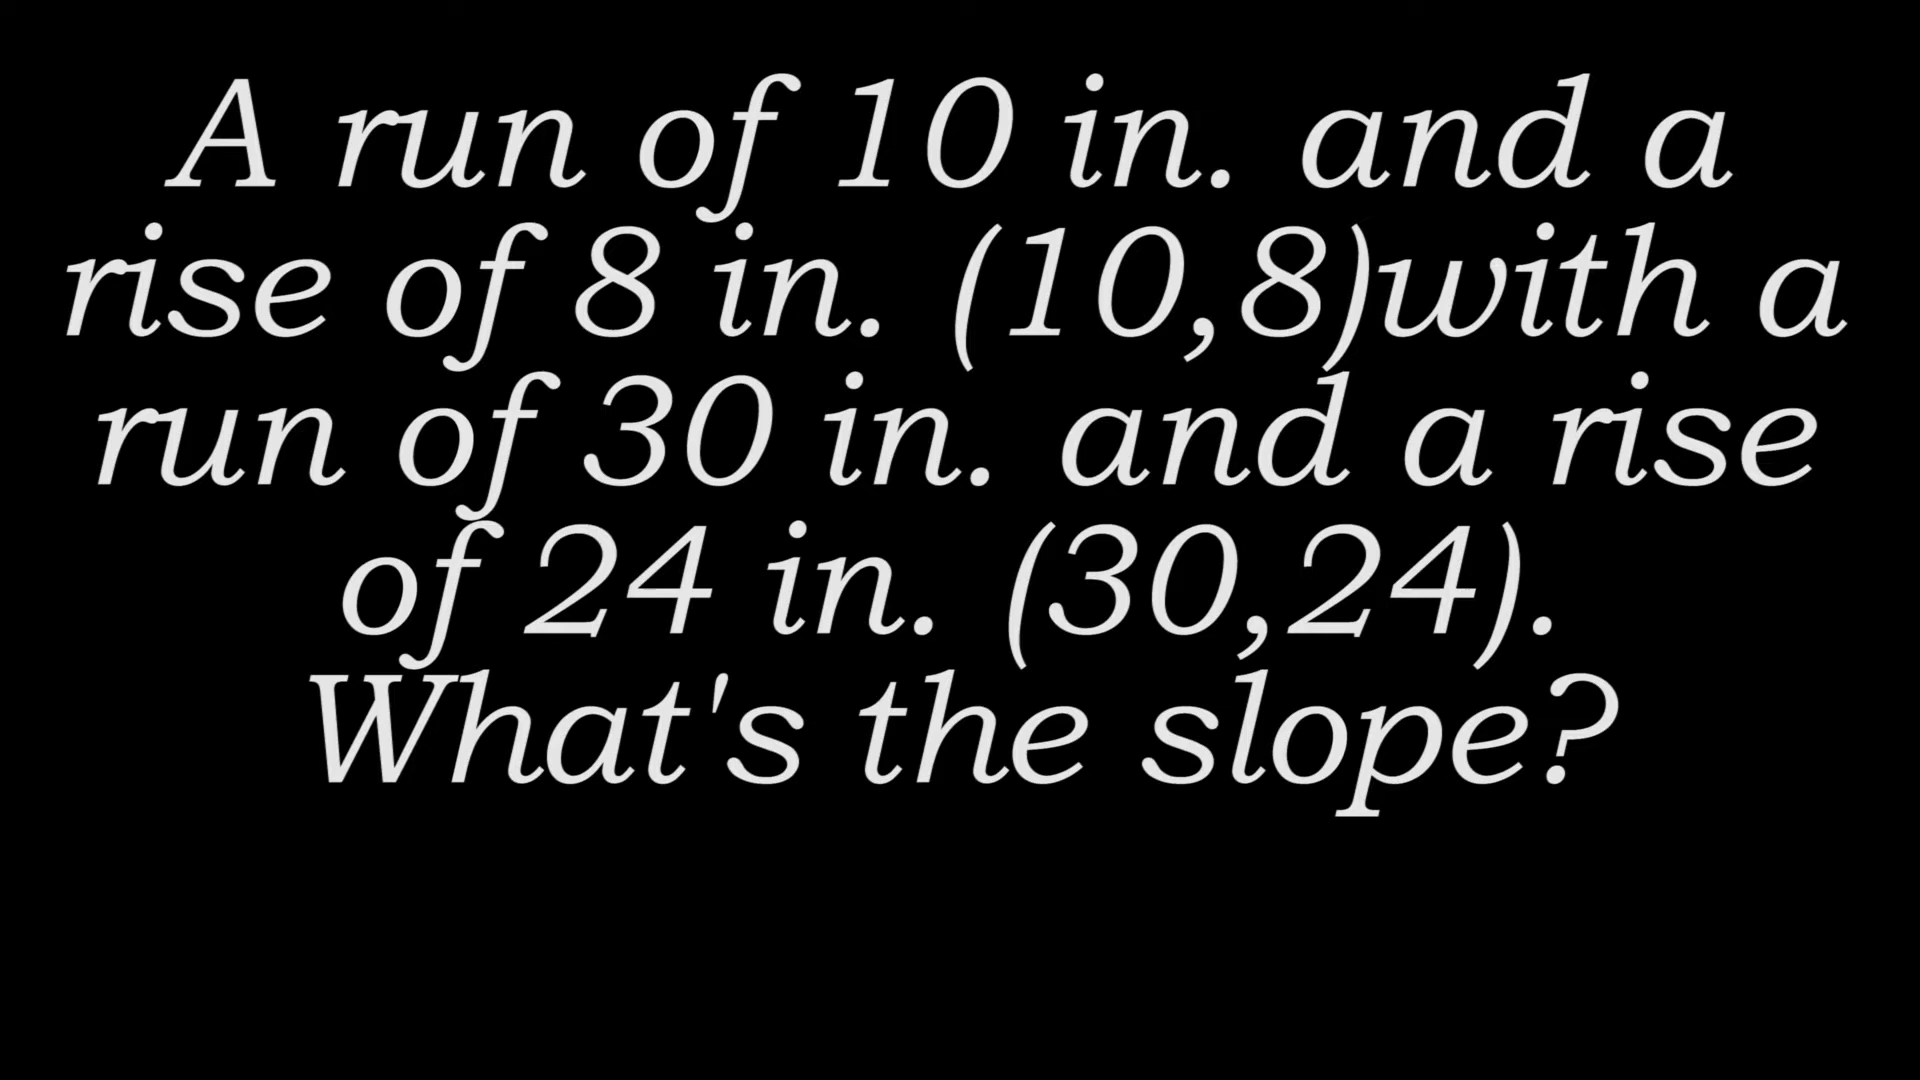 A run of 10 in. and a
rise of 8 in. (10,8)with a
run of 30 in. and a rise
of 24 in. (30,24).
What's the slope?